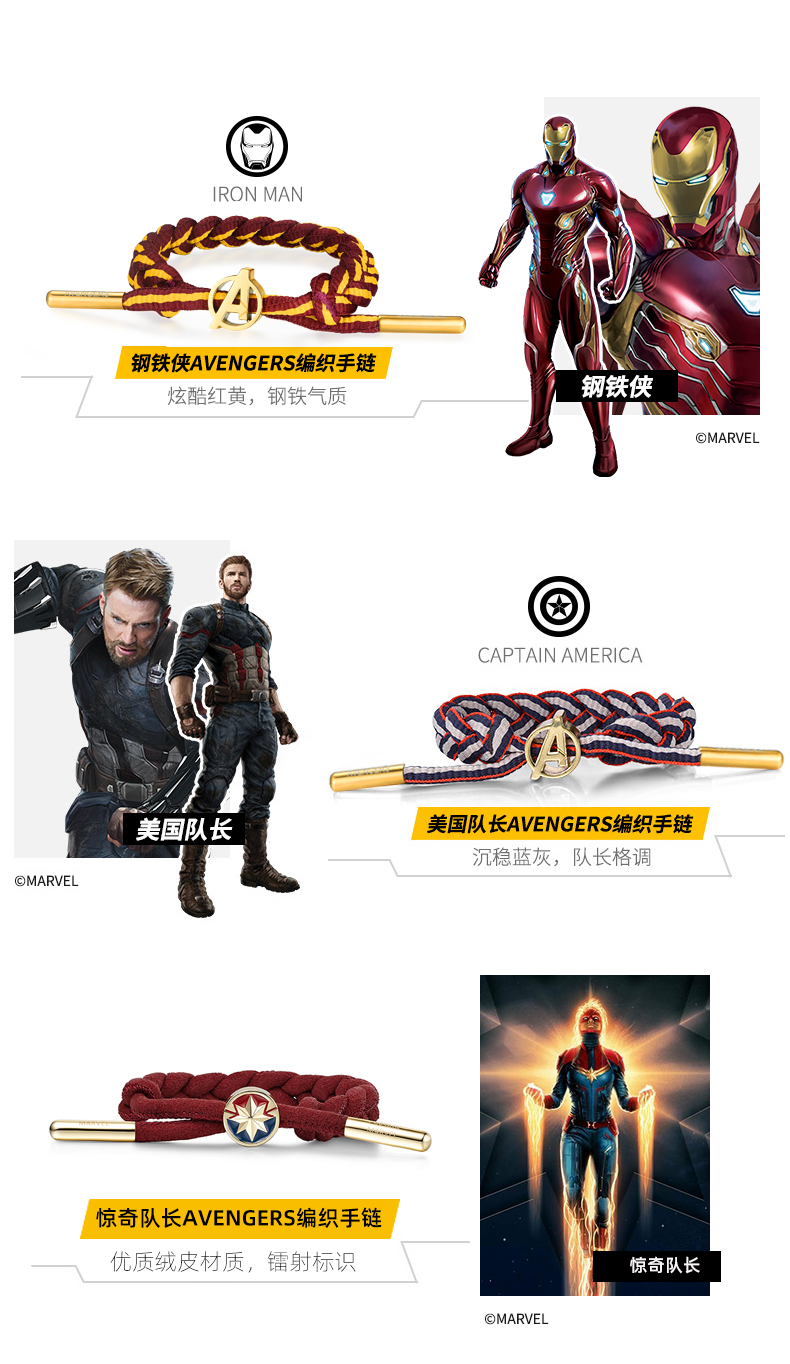 IRON MAN
钢铁侠AVENGERS编织手链
炫酷红黄，钢铁气质
钢铁侠
©MARVEL
CAPTAIN AMERICA
美国队长
美国队长AVENGERS编织手链
沉稳蓝灰，队长格调
©MARVEL
MARVEL
惊奇队长AVENGERS编织手链
优质绒皮材质，镭射标识
惊奇队长
©MARVEL